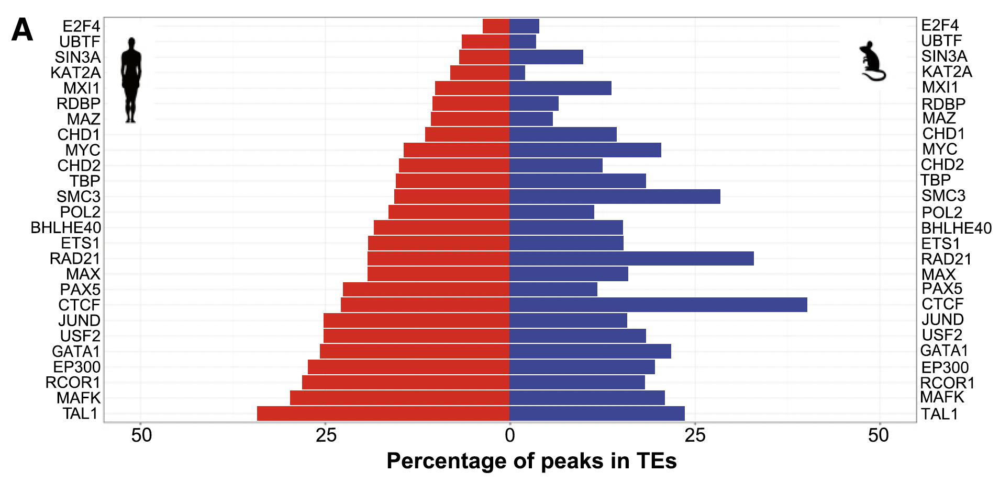 A
E2F4 E2F4
UBTF UBTF
SIN3A SIN3A
KAT2A KAT2A
MXI1 MXI1
RDBP RDBP
MAZ MAZ
CHD1 CHD1
MYC MYC
CHD2 CHD2
TBP TBP
SMC3 SMC3
POL2 POL2
BHLHE40 BHLHE40
ETS1 ETS1
RAD21 RAD21
MAX MAX
PAX5 PAX5
CTCF CTCF
JUND JUND
USF2 USF2
GATA1 GATA1
EP300 EP300
RCOR1 RCOR1
MAFK MAFK
TAL1 TAL1
50 25 0 25 50
Percentage of peaks in TEs